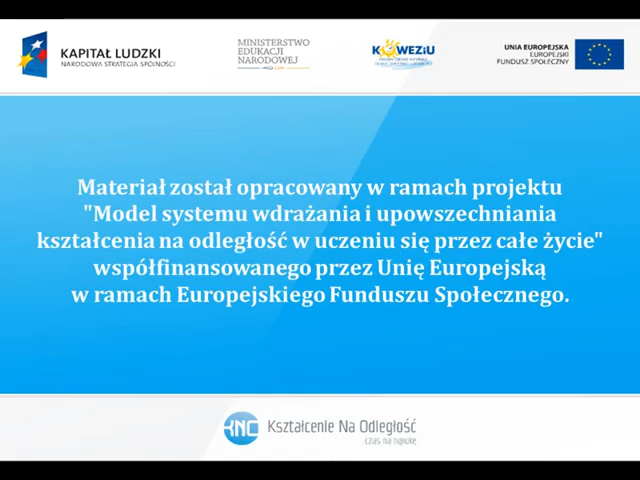 KAPITAŁ LUDZKI
NARODOWA STRATEGIA SPÓJNOŚCI
MINISTERSTWO
EDUKACJI
NARODOWEJ
KOWEZiU
UNIA EUROPEJSKA
EUROPEJSKI
FUNDUSZ SPOŁECZNY
Materiał został opracowany w ramach projektu
"Model systemu wdrażania i upowszechniania
kształcenia na odległość w uczeniu się przez całe życie"
współfinansowanego przez Unię Europejską
w ramach Europejskiego Funduszu Społecznego.
KNO Kształcenie Na Odległość
czas na naukę